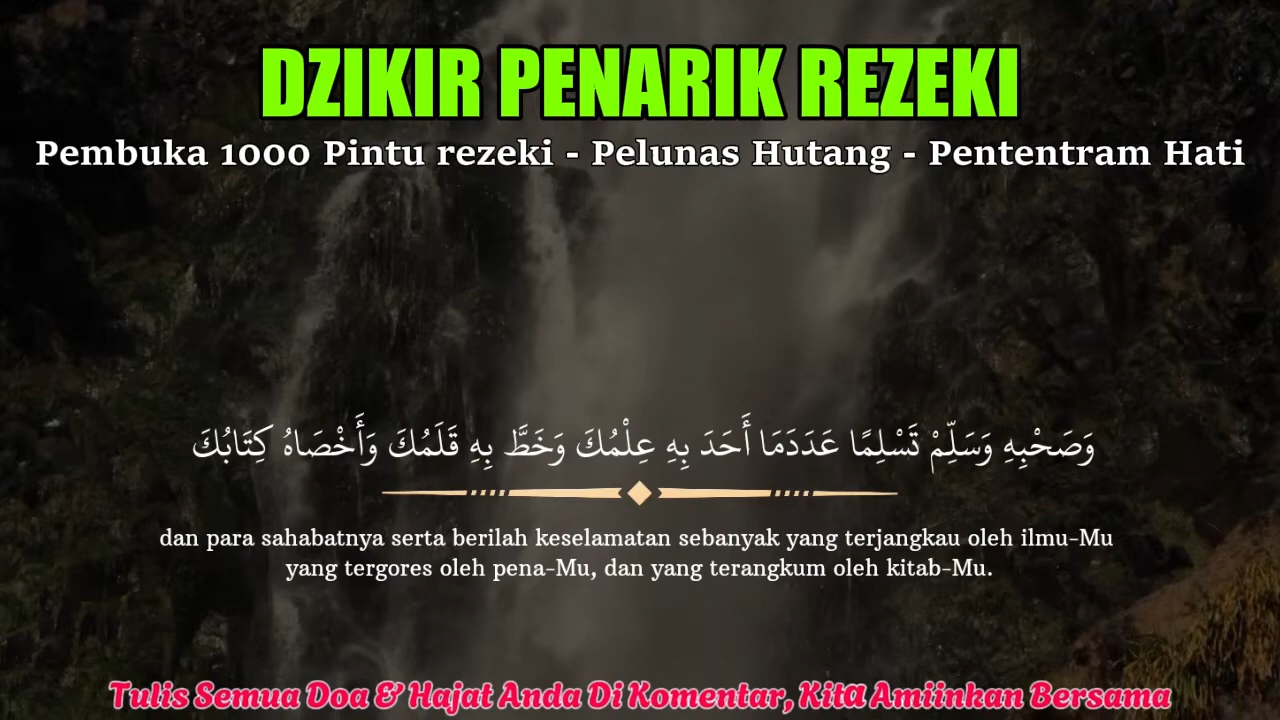 DZIKIR PENARIK REZEKI
Pembuka 1000 Pintu rezeki - Pelunas Hutang - Pententram Hati
وَصَحْبِهِ وَسَلِّمْ تَسْلِمًا عَدَدَمَا أَحَدَ بِهِ عِلْمُكَ وَخَطَّ بِهِ قَلَمُكَ وَأَخْصَاهُ كِتَابُكَ
dan para sahabatnya serta berilah keselamatan sebanyak yang terjangkau oleh ilmu-Mu
yang tergores oleh pena-Mu, dan yang terangkum oleh kitab-Mu.
Tulis Semua Doa & Hajat Anda Di Komentar, Kita Amiinkan Bersama